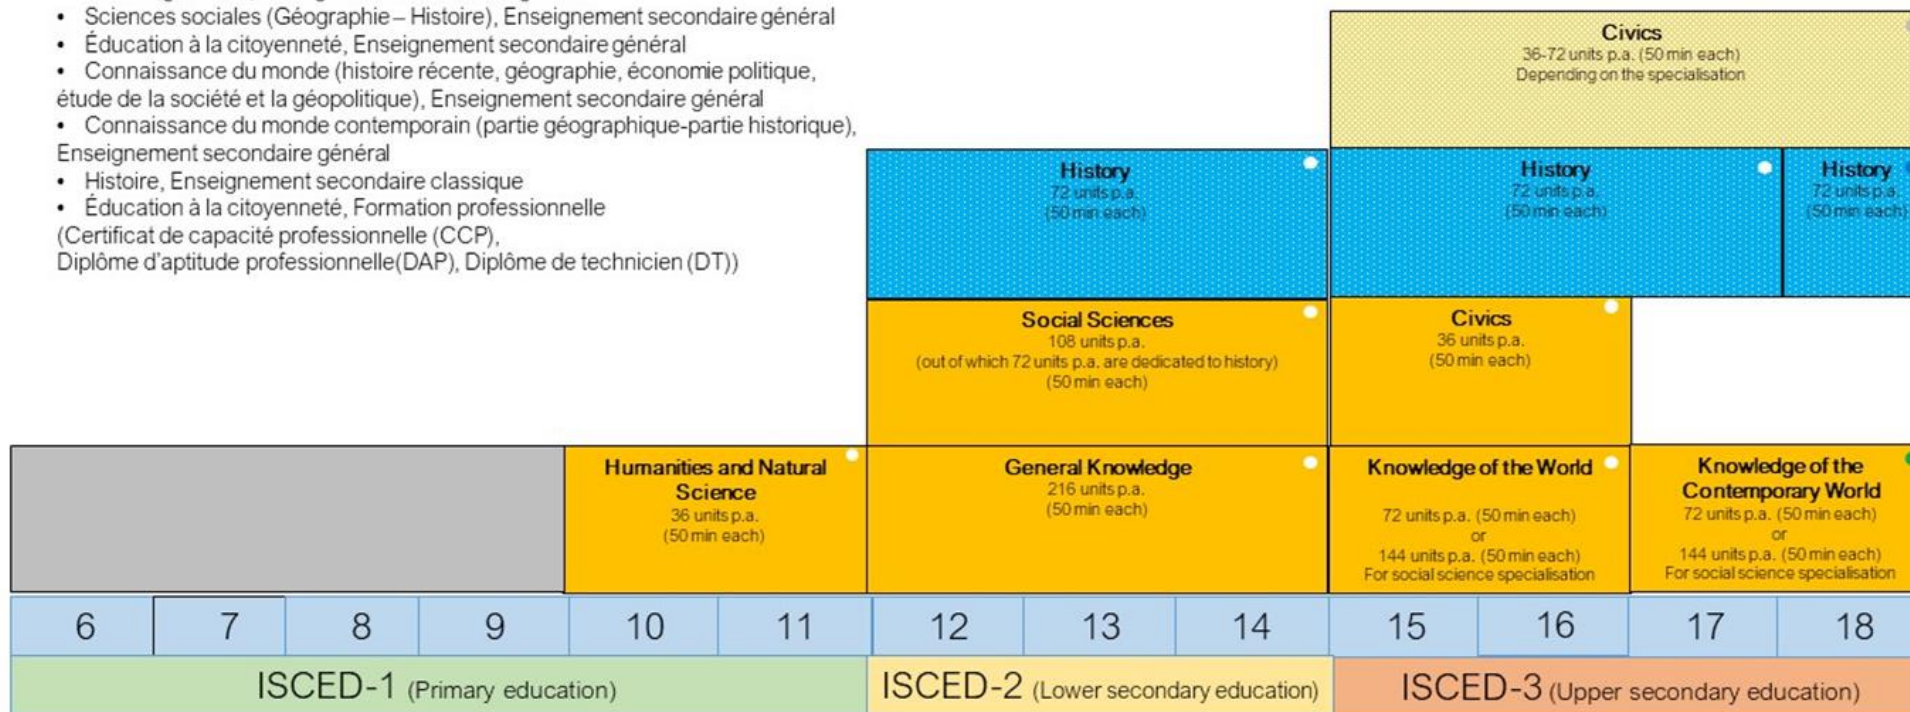 • Sciences sociales (Géographie – Histoire), Enseignement secondaire général
• Éducation à la citoyenneté, Enseignement secondaire général
• Connaissance du monde (histoire récente, géographie, économie politique,
étude de la société et la géopolitique), Enseignement secondaire général
• Connaissance du monde contemporain (partie géographique-partie historique),
Enseignement secondaire général
• Histoire, Enseignement secondaire classique
• Éducation à la citoyenneté, Formation professionnelle
(Certificat de capacité professionnelle (CCP),
Diplôme d'aptitude professionnelle(DAP), Diplôme de technicien (DT))
Civics
36-72 units p.a. (50 min each)
Depending on the specialisation
History
72 units p.a.
(50 min each)
History
72 units p.a.
(50 min each)
History
72 units p.a.
(50 min each)
Social Sciences
108 units p.a.
(out of which 72 units p.a. are dedicated to history)
(50 min each)
Civics
36 units p.a.
(50 min each)
Humanities and Natural
Science
36 units p.a.
(50 min each)
General Knowledge
216 units p.a.
(50 min each)
Knowledge of the World
72 units p.a. (50 min each)
or
144 units p.a. (50 min each)
For social science specialisation
Knowledge of the
Contemporary World
72 units p.a. (50 min each)
or
144 units p.a. (50 min each)
For social science specialisation
6 7 8 9 10 11 12 13 14 15 16 17 18
ISCED-1 (Primary education) ISCED-2 (Lower secondary education) ISCED-3 (Upper secondary education)